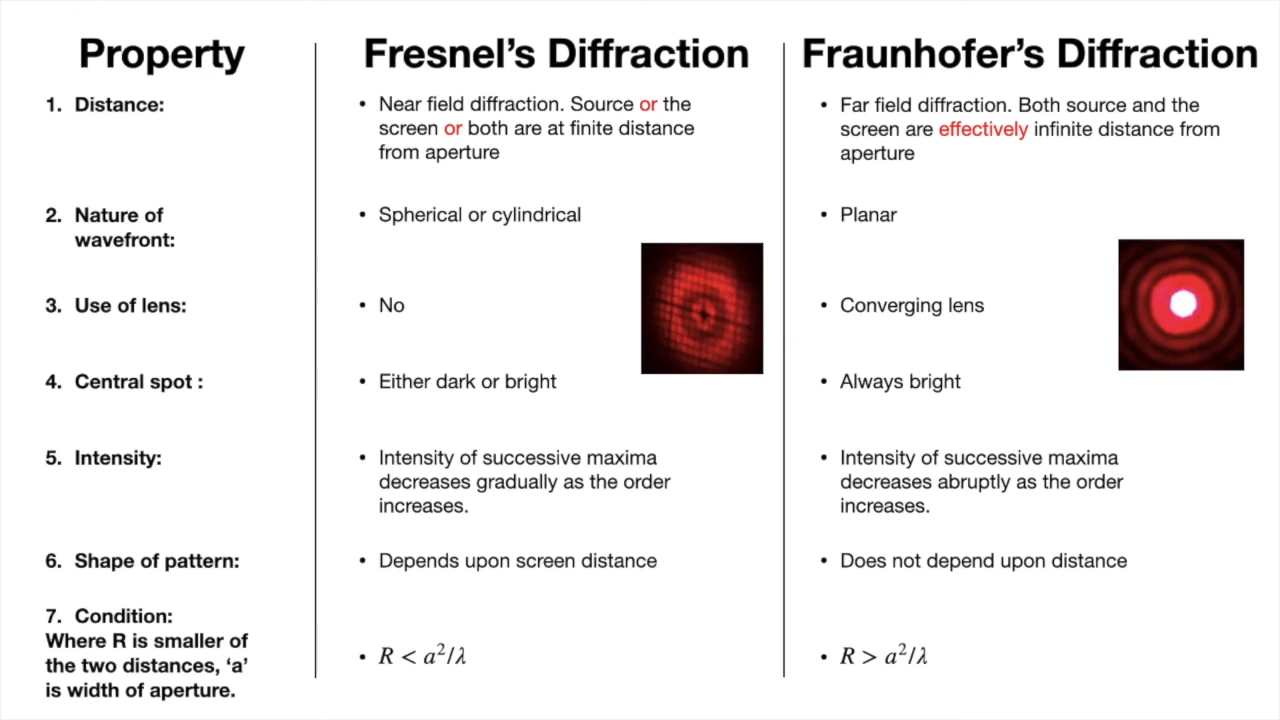 Property
Fresnel's Diffraction
Fraunhofer's Diffraction
1. Distance:
• Near field diffraction. Source or the
screen or both are at finite distance
from aperture
• Far field diffraction. Both source and the
screen are effectively infinite distance from
aperture
2. Nature of
wavefront:
• Spherical or cylindrical
• Planar
3. Use of lens:
• No
• Converging lens
4. Central spot :
• Either dark or bright
• Always bright
5. Intensity:
• Intensity of successive maxima
decreases gradually as the order
increases.
• Intensity of successive maxima
decreases abruptly as the order
increases.
6. Shape of pattern:
• Depends upon screen distance
• Does not depend upon distance
7. Condition:
Where R is smaller of
the two distances, ‘a’
is width of aperture.
• R < a²/λ
• R > a²/λ